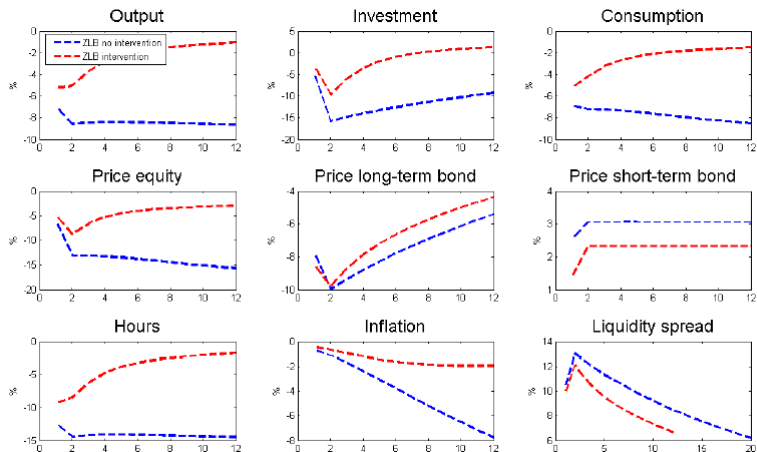 Output
0
-2
-4
-6
-8
-10
%
ZLB no intervention
ZLB intervention
0 2 4 6 8 10 12
Investment
5
0
-5
-10
-15
-20
%
0 2 4 6 8 10 12
Consumption
0
-2
-4
-6
-8
-10
%
0 2 4 6 8 10 12
Price equity
0
-5
-10
-15
-20
%
0 2 4 6 8 10 12
Price long-term bond
-4
-6
-8
-10
%
0 2 4 6 8 10 12
Price short-term bond
4
3
2
1
%
0 2 4 6 8 10 12
Hours
0
-5
-10
-15
%
0 2 4 6 8 10 12
Inflation
0
-2
-4
-6
-8
%
0 2 4 6 8 10 12
Liquidity spread
14
12
10
8
6
%
0 5 10 15 20